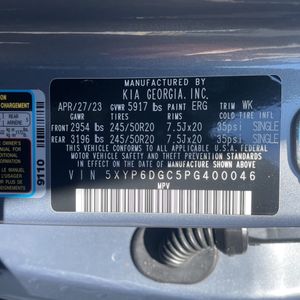 MANUFACTURED BY
KIA GEORGIA, INC.
APR/27/23 GVWR 5917 lbs PAINT ERG TRIM WK
COLD TIRE INFL
FRONT 2954 lbs 245/50R20 7.5Jx20 35psi SINGLE
REAR 3196 lbs 245/50R20 7.5Jx20 35psi SINGLE
THIS VEHICLE CONFORMS TO ALL APPLICABLE U.S.A. FEDERAL
MOTOR VEHICLE SAFETY AND THEFT PREVENTION STANDARDS
IN EFFECT ON THE DATE OF MANUFACTURE SHOWN ABOVE.
VIN 5XYP6DGC5PG400046
MPV
CHARGEMENT
ARRIÈRE
9110